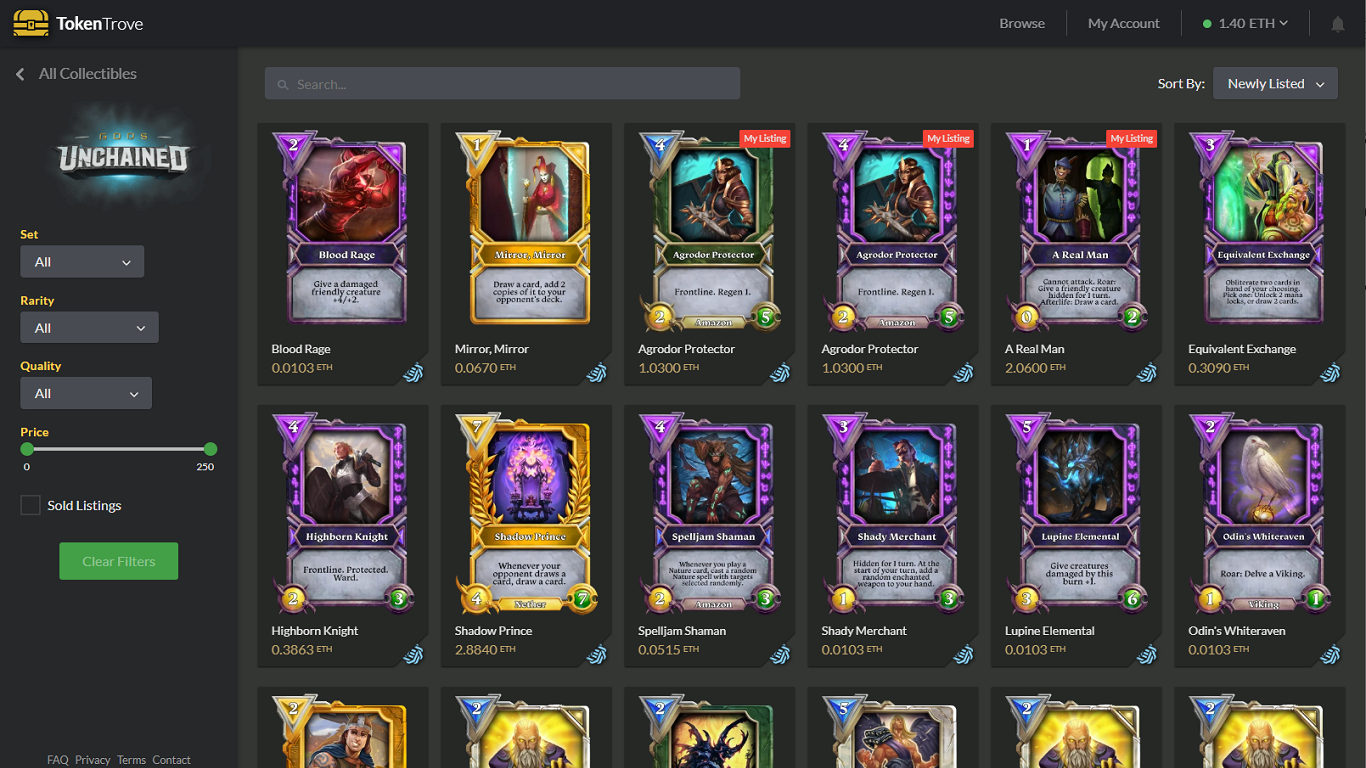 TokenTrove
Browse
My Account
1.40 ETH
All Collectibles
GODS
UNCHAINED
Set
All
Rarity
All
Quality
All
Price
0
250
Sold Listings
Clear Filters
FAQ Privacy Terms Contact
Search...
Sort By:
Newly Listed
2
Blood Rage
Give a damaged
friendly creature
+4/+2.
Blood Rage
0.0103 ETH
1
Mirror, Mirror
Draw a card, add 2
copies of it to your
opponent's deck.
Mirror, Mirror
0.0670 ETH
My Listing
4
Agrodor Protector
Frontline. Regen 1.
2
Amazon
5
Agrodor Protector
1.0300 ETH
My Listing
4
Agrodor Protector
Frontline. Regen 1.
2
Amazon
5
Agrodor Protector
1.0300 ETH
My Listing
1
A Real Man
Cannot attack. Roar:
Give a friendly creature
hidden for 1 turn.
Afterlife: Draw a card.
0
2
A Real Man
2.0600 ETH
3
Equivalent Exchange
Obliterate two cards in
hand of your choosing.
Pick one: Unlock 2 mana
locks, or draw 2 cards.
Equivalent Exchange
0.3090 ETH
4
Highborn Knight
Frontline. Protected.
Ward.
2
3
Highborn Knight
0.3863 ETH
7
Shadow Prince
Whenever your
opponent draws a
card, draw a card.
4
Nether
7
Shadow Prince
2.8840 ETH
4
Spelljam Shaman
Whenever you play a
Nature card, cast a random
Nature spell with targets
selected randomly.
2
Amazon
3
Spelljam Shaman
0.0515 ETH
3
Shady Merchant
Hidden for 1 turn. At the
start of your turn, add a
random enchanted
weapon to your hand.
1
3
Shady Merchant
0.0103 ETH
5
Lupine Elemental
Give creatures
damaged by this
burn +1.
3
6
Lupine Elemental
0.0103 ETH
2
Odin's Whiteraven
Roar: Delve a Viking.
1
Viking
1
Odin's Whiteraven
0.0103 ETH
2
2
2
5
2
2